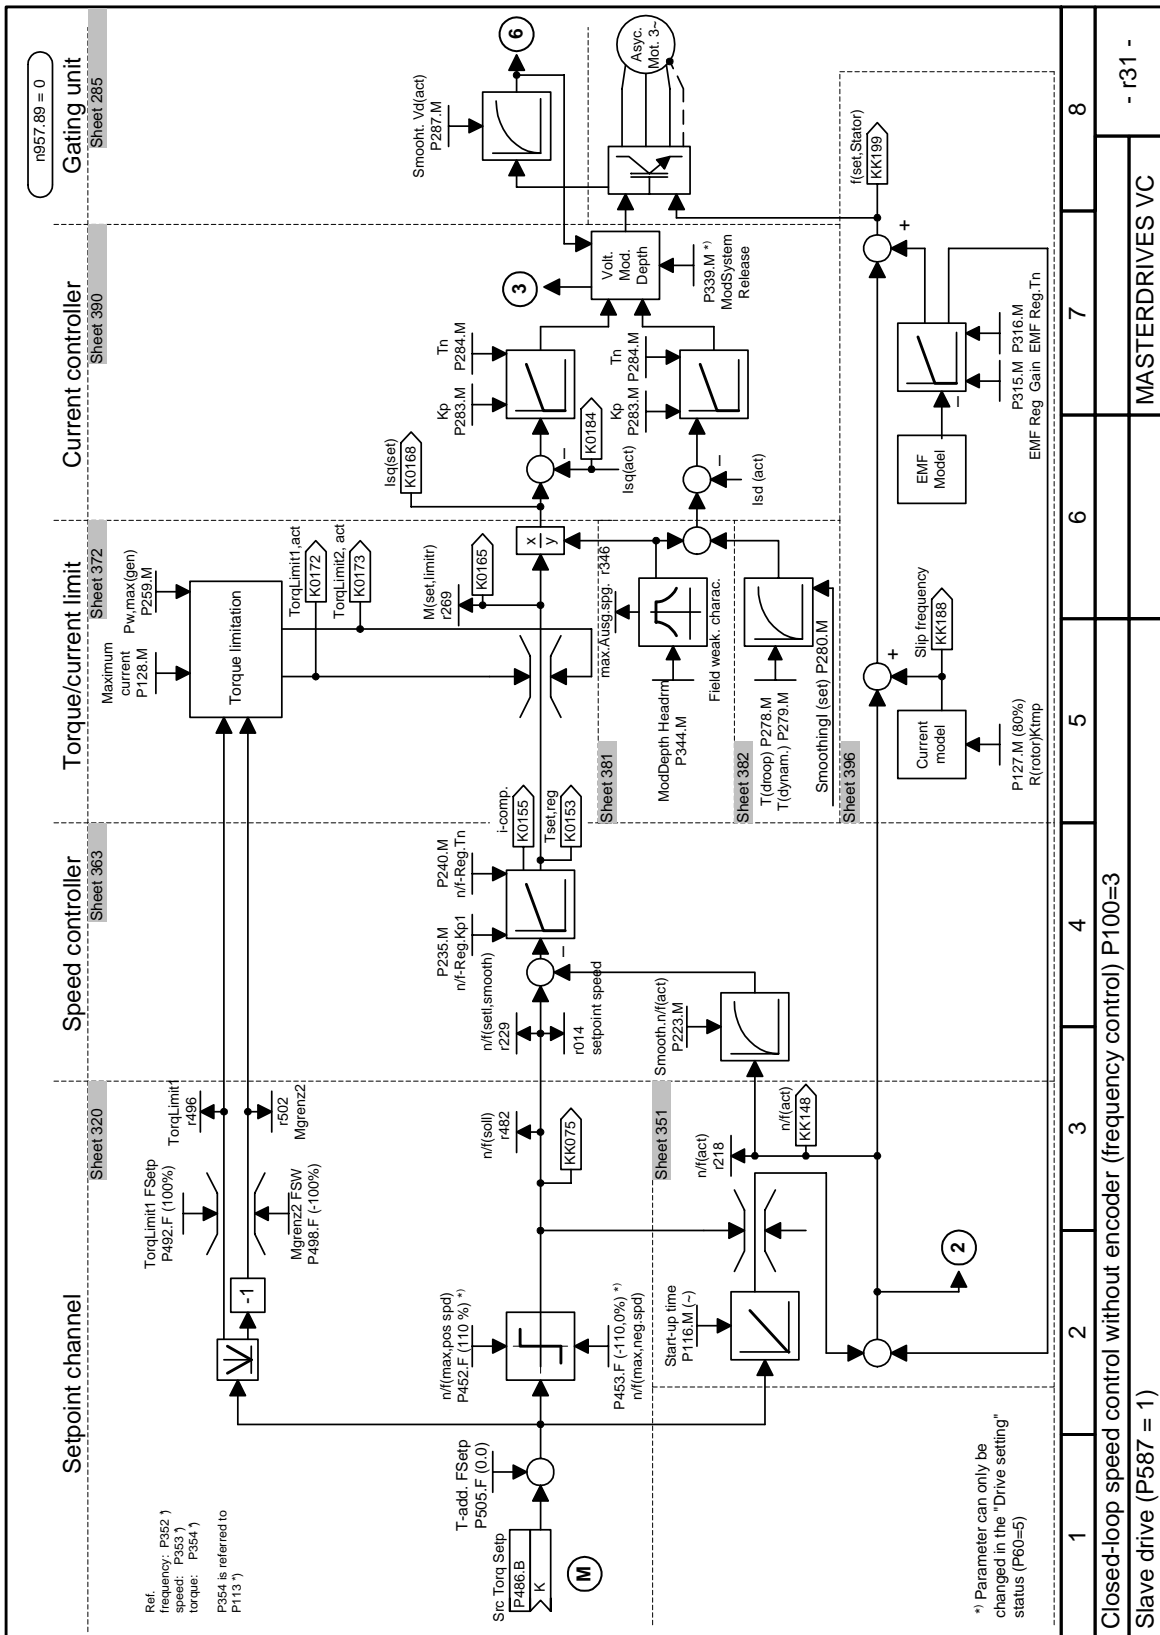 n957.89 = 0
Setpoint channel
Speed controller
Torque/current limit
Current controller
Gating unit
Sheet 320
Sheet 363
Sheet 372
Sheet 390
Sheet 285
Ref.
frequency: P352 *)
speed: P353 *)
torque: P354 *)
P354 is referred to
P113 *)
TorqLimit1 FSetp
P492.F (100%)
TorqLimit1
r496
-1
Mgrenz2 FSW
P498.F (-100%)
r502
Mgrenz2
Maximum
current
P128.M
Pw,max(gen)
P259.M
Torque limitation
TorqLimit1,act
K0172
TorqLimit2, act
K0173
Smooht. Vd(act)
P287.M
6
Src Torq Setp
P486.B
K
M
T-add. FSetp
P505.F (0.0)
n/f(max,pos spd)
P452.F (110 %) *)
P453.F (-110,0%) *)
n/f(max,neg.spd)
n/f(soll)
r482
KK075
n/f(setl,smooth)
r229
r014
setpoint speed
P235.M
n/f-Reg.Kp1
P240.M
n/f-Reg.Tn
i-comp.
K0155
Tset,reg
K0153
M(set,limitr)
r269
K0165
x
y
Isq(set)
K0168
K0184
Isq(act)
Kp
P283.M
Tn
P284.M
3
Volt.
Mod.
Depth
P339.M *)
ModSystem
Release
Asyc.
Mot. 3~
Sheet 381
ModDepth Headrm
P344.M
max.Ausg.spg. r346
Field weak. charac.
Kp
P283.M
Tn
P284.M
Isd (act)
Sheet 382
T(droop) P278.M
T(dynam.) P279.M
SmoothingI (set) P280.M
Sheet 351
Start-up time
P116.M (~)
n/f(act)
r218
n/f(act)
KK148
Smooth.n/f(act)
P223.M
Sheet 396
2
Current
model
P127.M (80%)
R(rotor)Ktmp
Slip frequency
KK188
+
EMF
Model
P315.M P316.M
EMF Reg Gain EMF Reg.Tn
+
f(set,Stator)
KK199
*) Parameter can only be
changed in the "Drive setting"
status (P60=5)
1 2 3 4 5 6 7 8
Closed-loop speed control without encoder (frequency control) P100=3
Slave drive (P587 = 1)
MASTERDRIVES VC
- r31 -